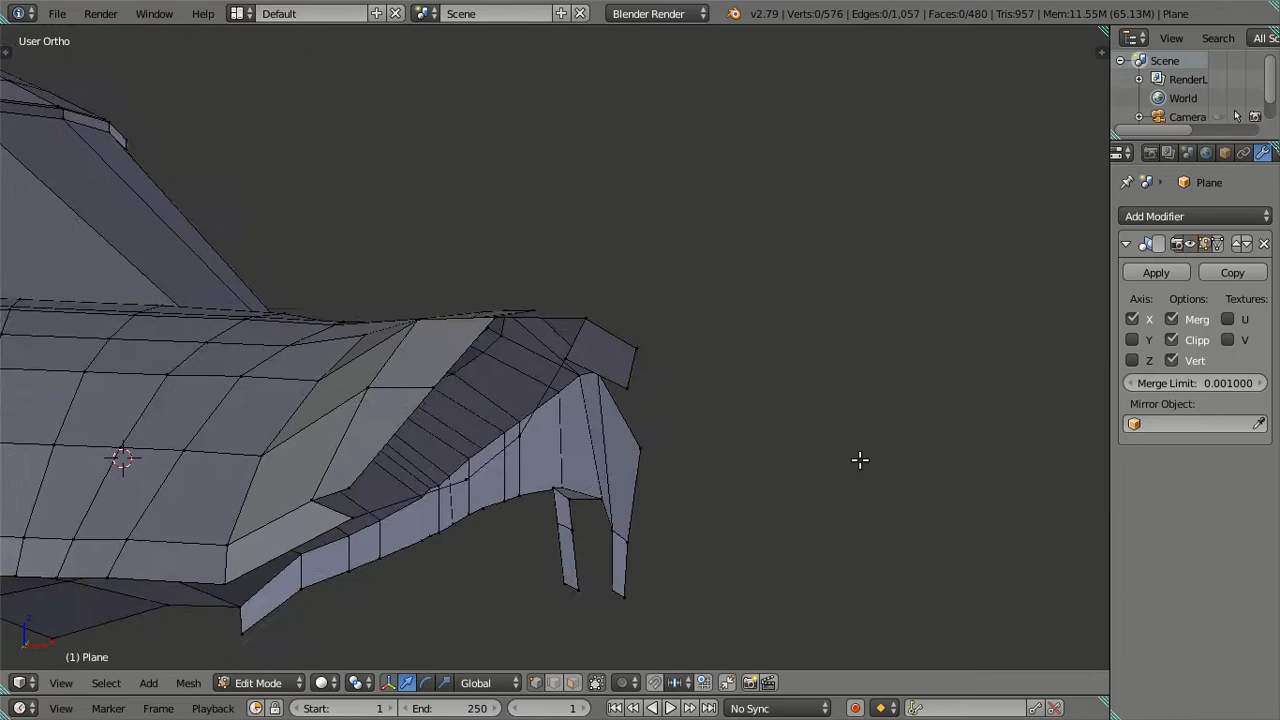 File Render Window Help Default Scene Blender Render v2.79 | Verts:0/576 | Edges:0/1,057 | Faces:0/480 | Tris:957 | Mem:11.55M (65.13M) | Plane
User Ortho
View Search All Sc
Scene
RenderL
World
Camera
Plane
Add Modifier
Apply Copy
Axis: Options: Textures:
X Merg U
Y Clipp V
Z Vert
Merge Limit: 0.001000
Mirror Object:
(1) Plane
View Select Add Mesh Edit Mode Global
View Marker Frame Playback Start: 1 End: 250 1 No Sync